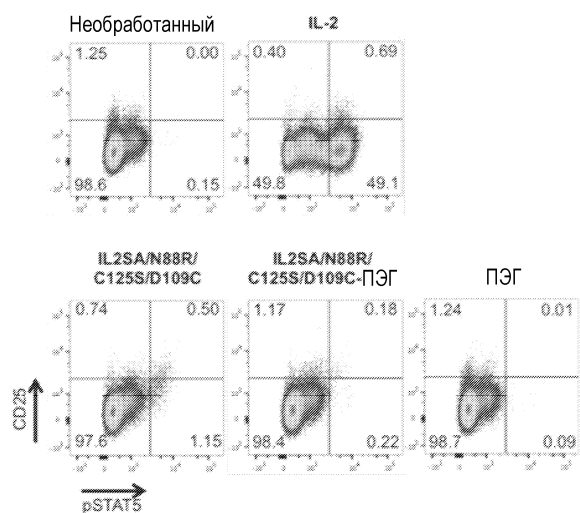 Необработанный
IL-2
1.25 0.00
0.40 0.69
98.6 0.15
49.8 49.1
IL2SA/N88R/
C125S/D109C
IL2SA/N88R/
C125S/D109C-ПЭГ
ПЭГ
0.74 0.50
1.17 0.18
1.24 0.01
97.6 1.15
98.4 0.22
98.7 0.09
CD25
pSTAT5